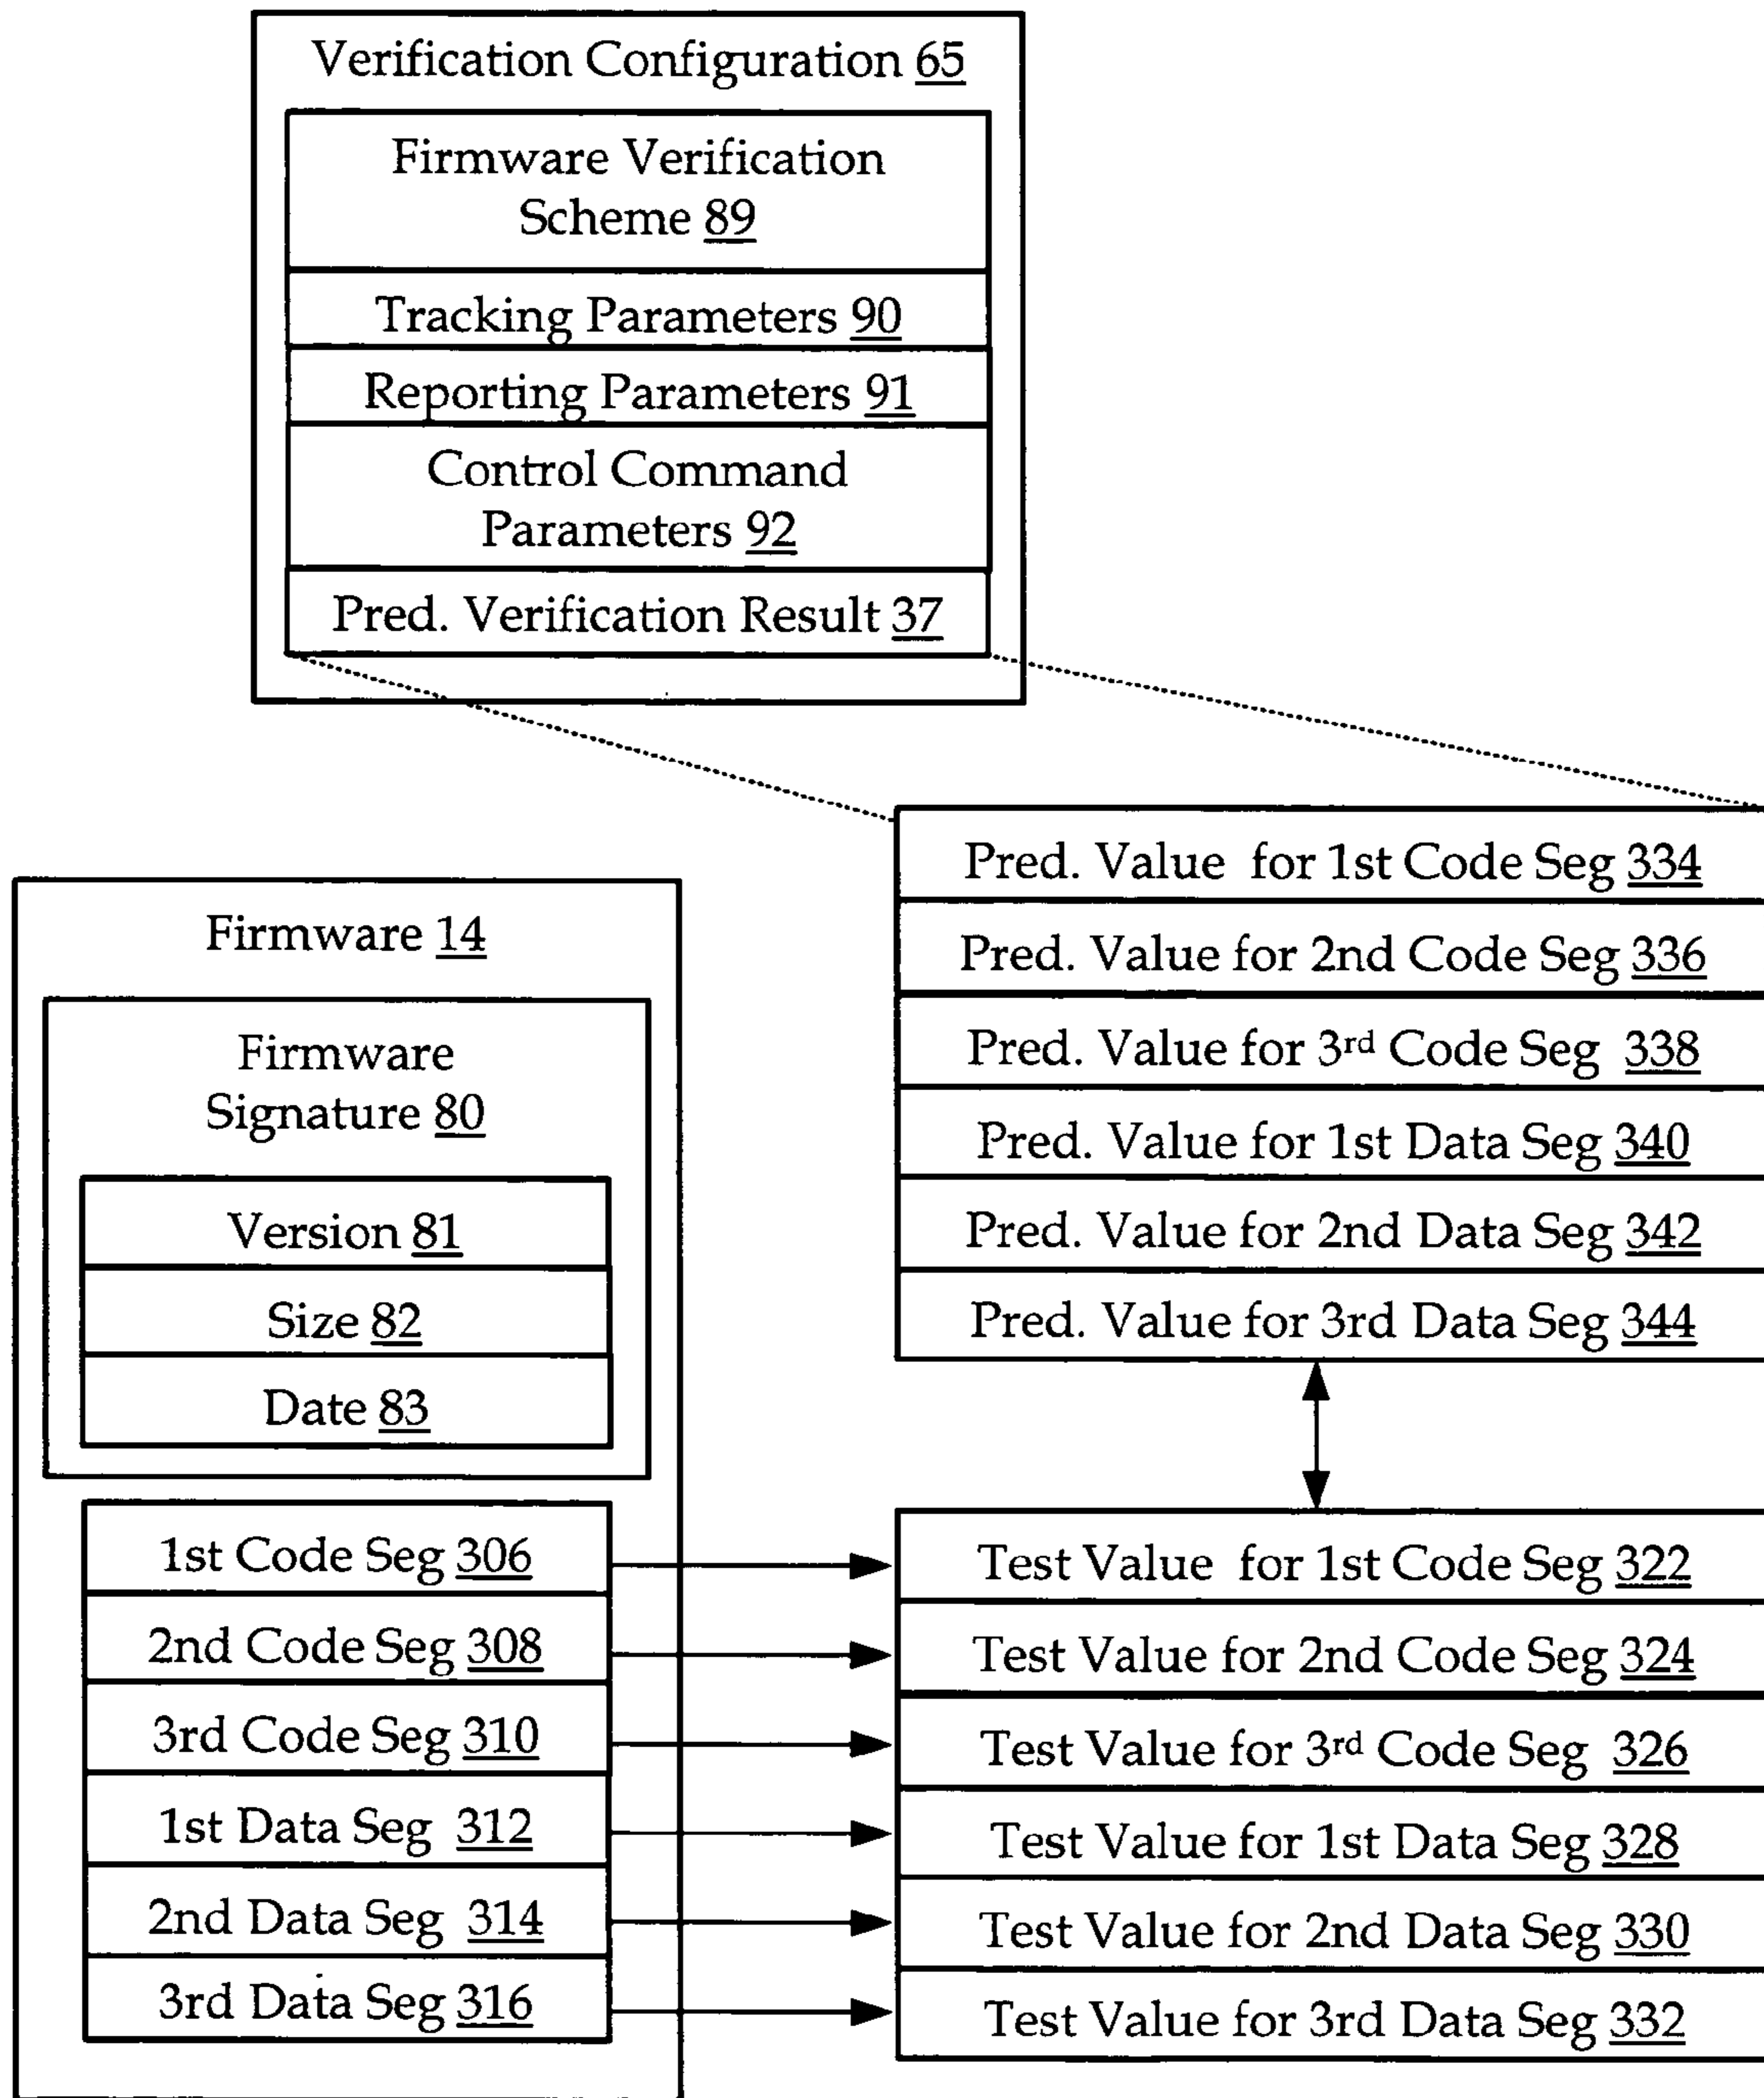 Verification Configuration 65
Firmware Verification
Scheme 89
Tracking Parameters 90
Reporting Parameters 91
Control Command
Parameters 92
Pred. Verification Result 37
Pred. Value for 1st Code Seg 334
Pred. Value for 2nd Code Seg 336
Pred. Value for 3rd Code Seg 338
Pred. Value for 1st Data Seg 340
Pred. Value for 2nd Data Seg 342
Pred. Value for 3rd Data Seg 344
Firmware 14
Firmware
Signature 80
Version 81
Size 82
Date 83
1st Code Seg 306
2nd Code Seg 308
3rd Code Seg 310
1st Data Seg 312
2nd Data Seg 314
3rd Data Seg 316
Test Value for 1st Code Seg 322
Test Value for 2nd Code Seg 324
Test Value for 3rd Code Seg 326
Test Value for 1st Data Seg 328
Test Value for 2nd Data Seg 330
Test Value for 3rd Data Seg 332